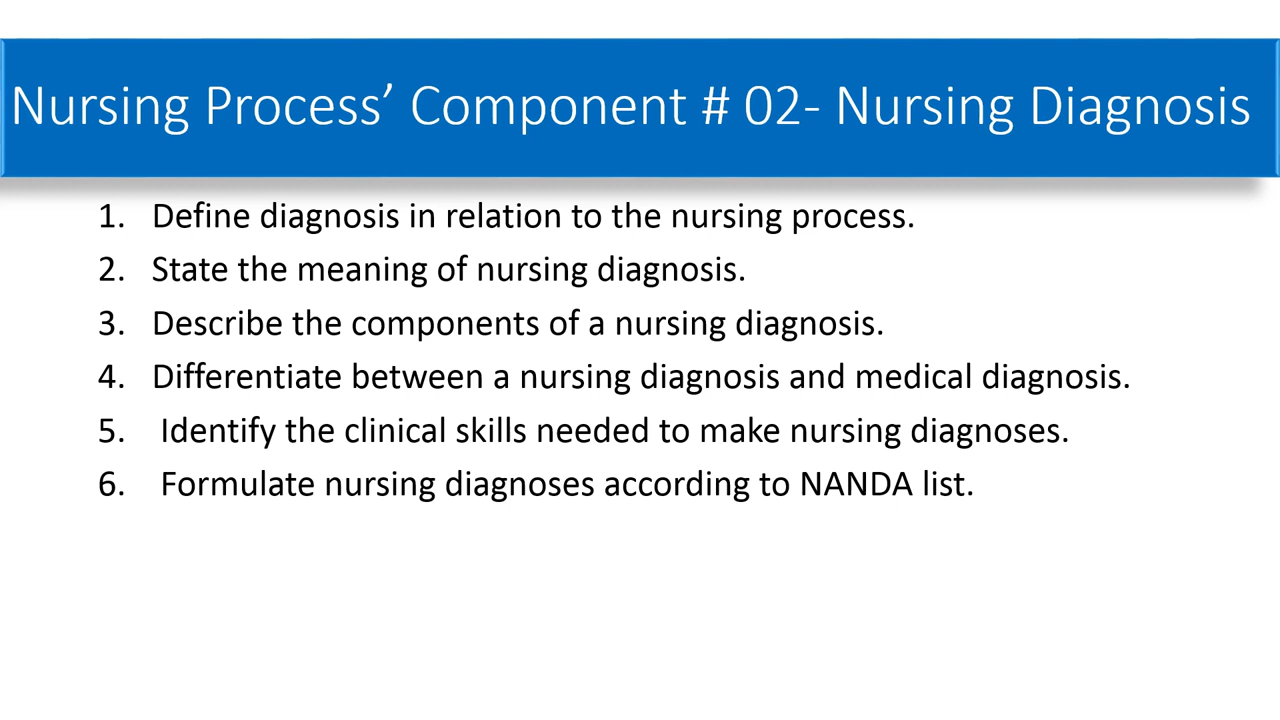 Nursing Process’ Component # 02- Nursing Diagnosis
1. Define diagnosis in relation to the nursing process.
2. State the meaning of nursing diagnosis.
3. Describe the components of a nursing diagnosis.
4. Differentiate between a nursing diagnosis and medical diagnosis.
5. Identify the clinical skills needed to make nursing diagnoses.
6. Formulate nursing diagnoses according to NANDA list.